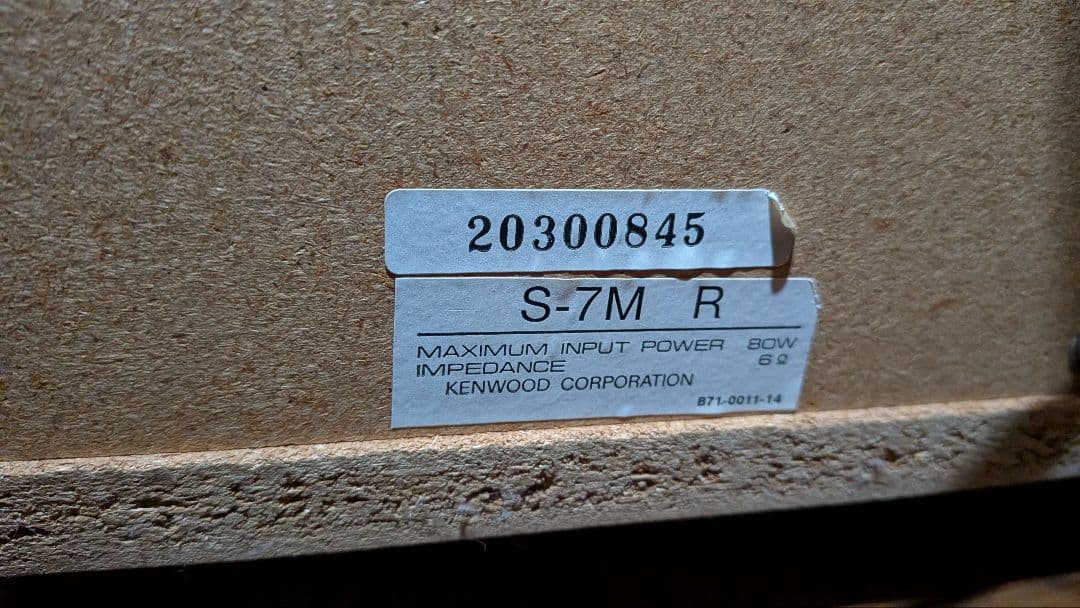 20300845
S-7M R
MAXIMUM INPUT POWER 80W
IMPEDANCE 6Ω
KENWOOD CORPORATION
B71-0011-14